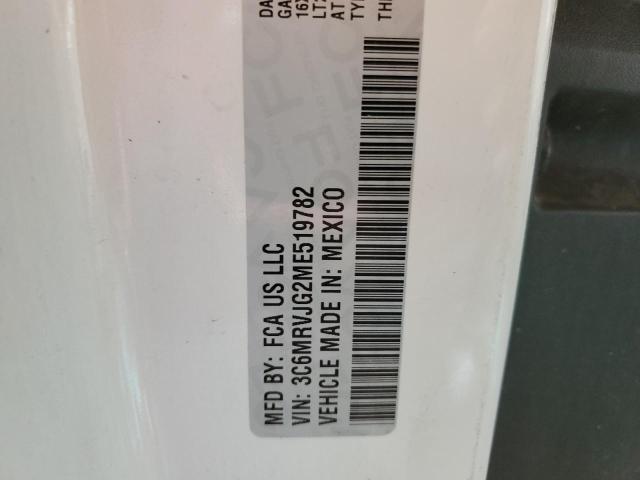 MFD BY: FCA US LLC
VIN: 3C6MRVJG2ME519782
VEHICLE MADE IN: MEXICO